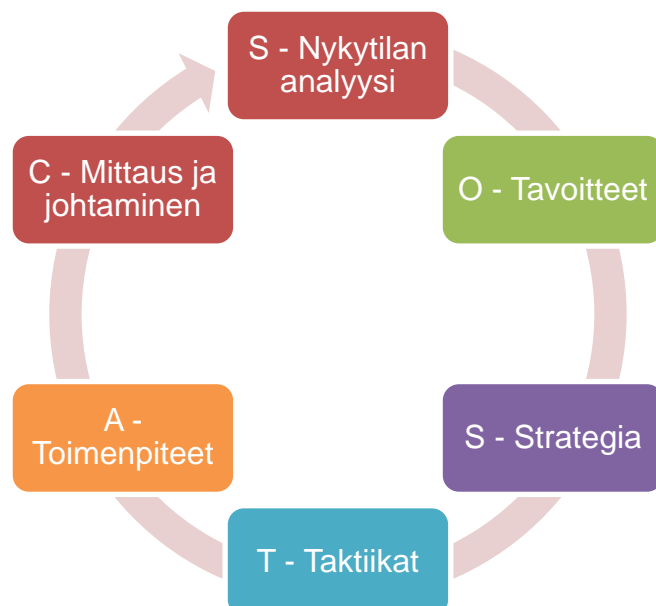 S - Nykytilan
analyysi
O - Tavoitteet
S - Strategia
T - Taktiikat
A -
Toimenpiteet
C - Mittaus ja
johtaminen